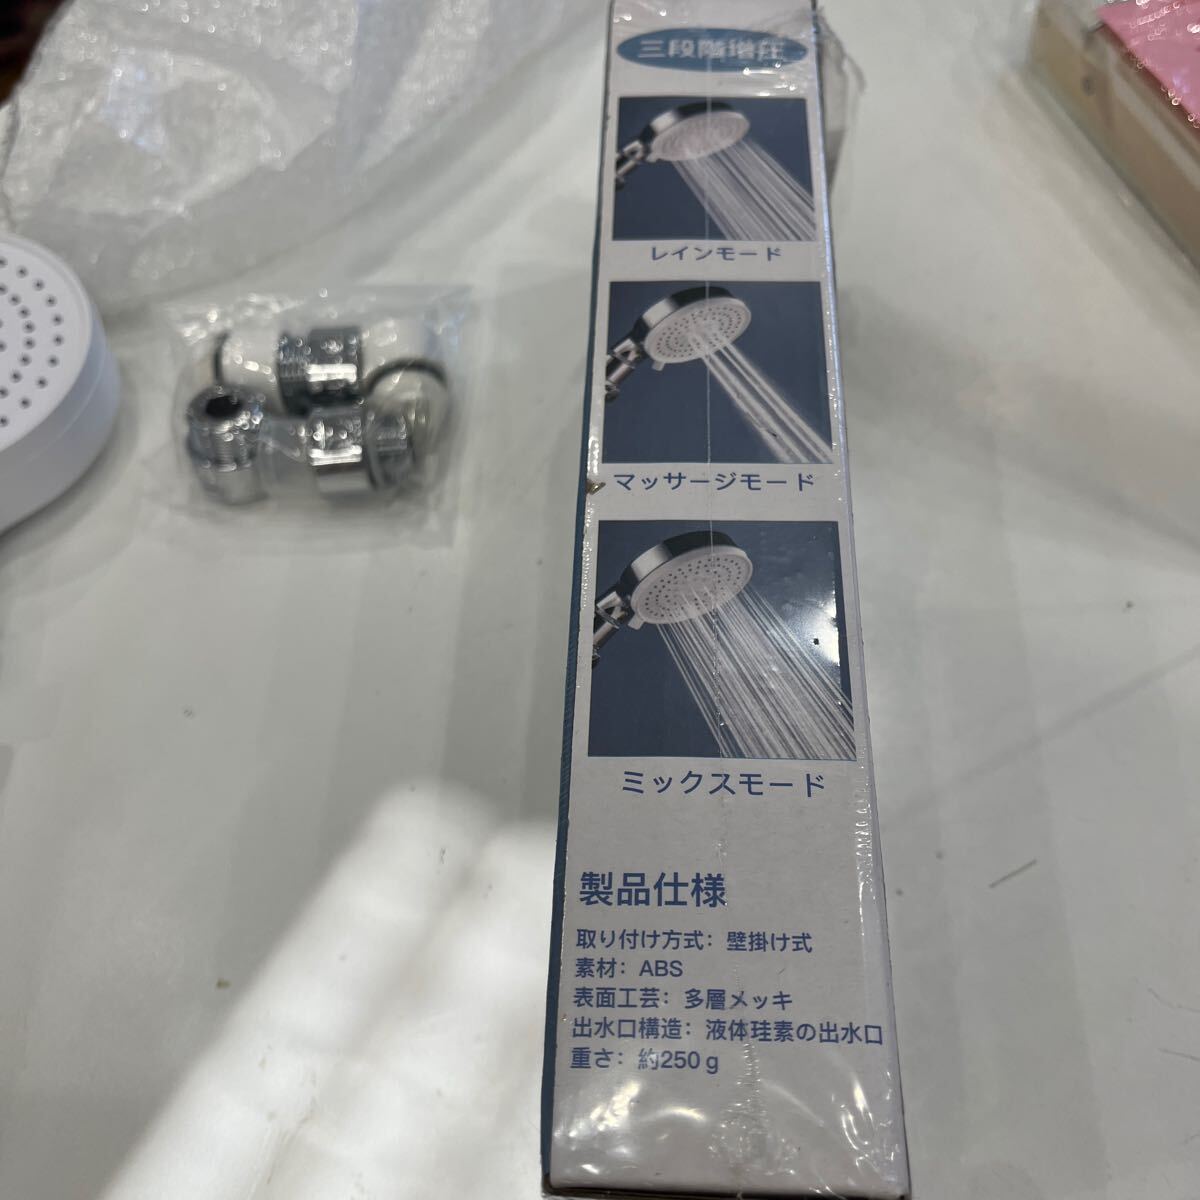 三段階増圧
レインモード
マッサージモード
ミックスモード
製品仕様
取り付け方式：壁掛け式
素材：ABS
表面工芸：多層メッキ
出水口構造：液体珪素の出水口
重さ：約250ｇ